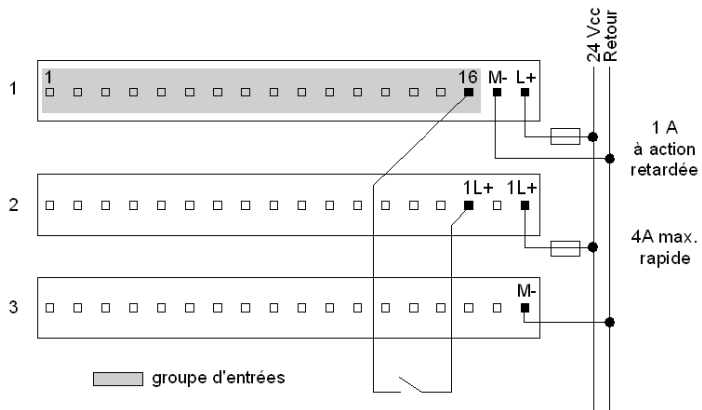 24 Vcc
Retour
1 16 M- L+
1
1 A
à action
retardée
1L+ 1L+
2
4A max.
rapide
M-
3
groupe d'entrées